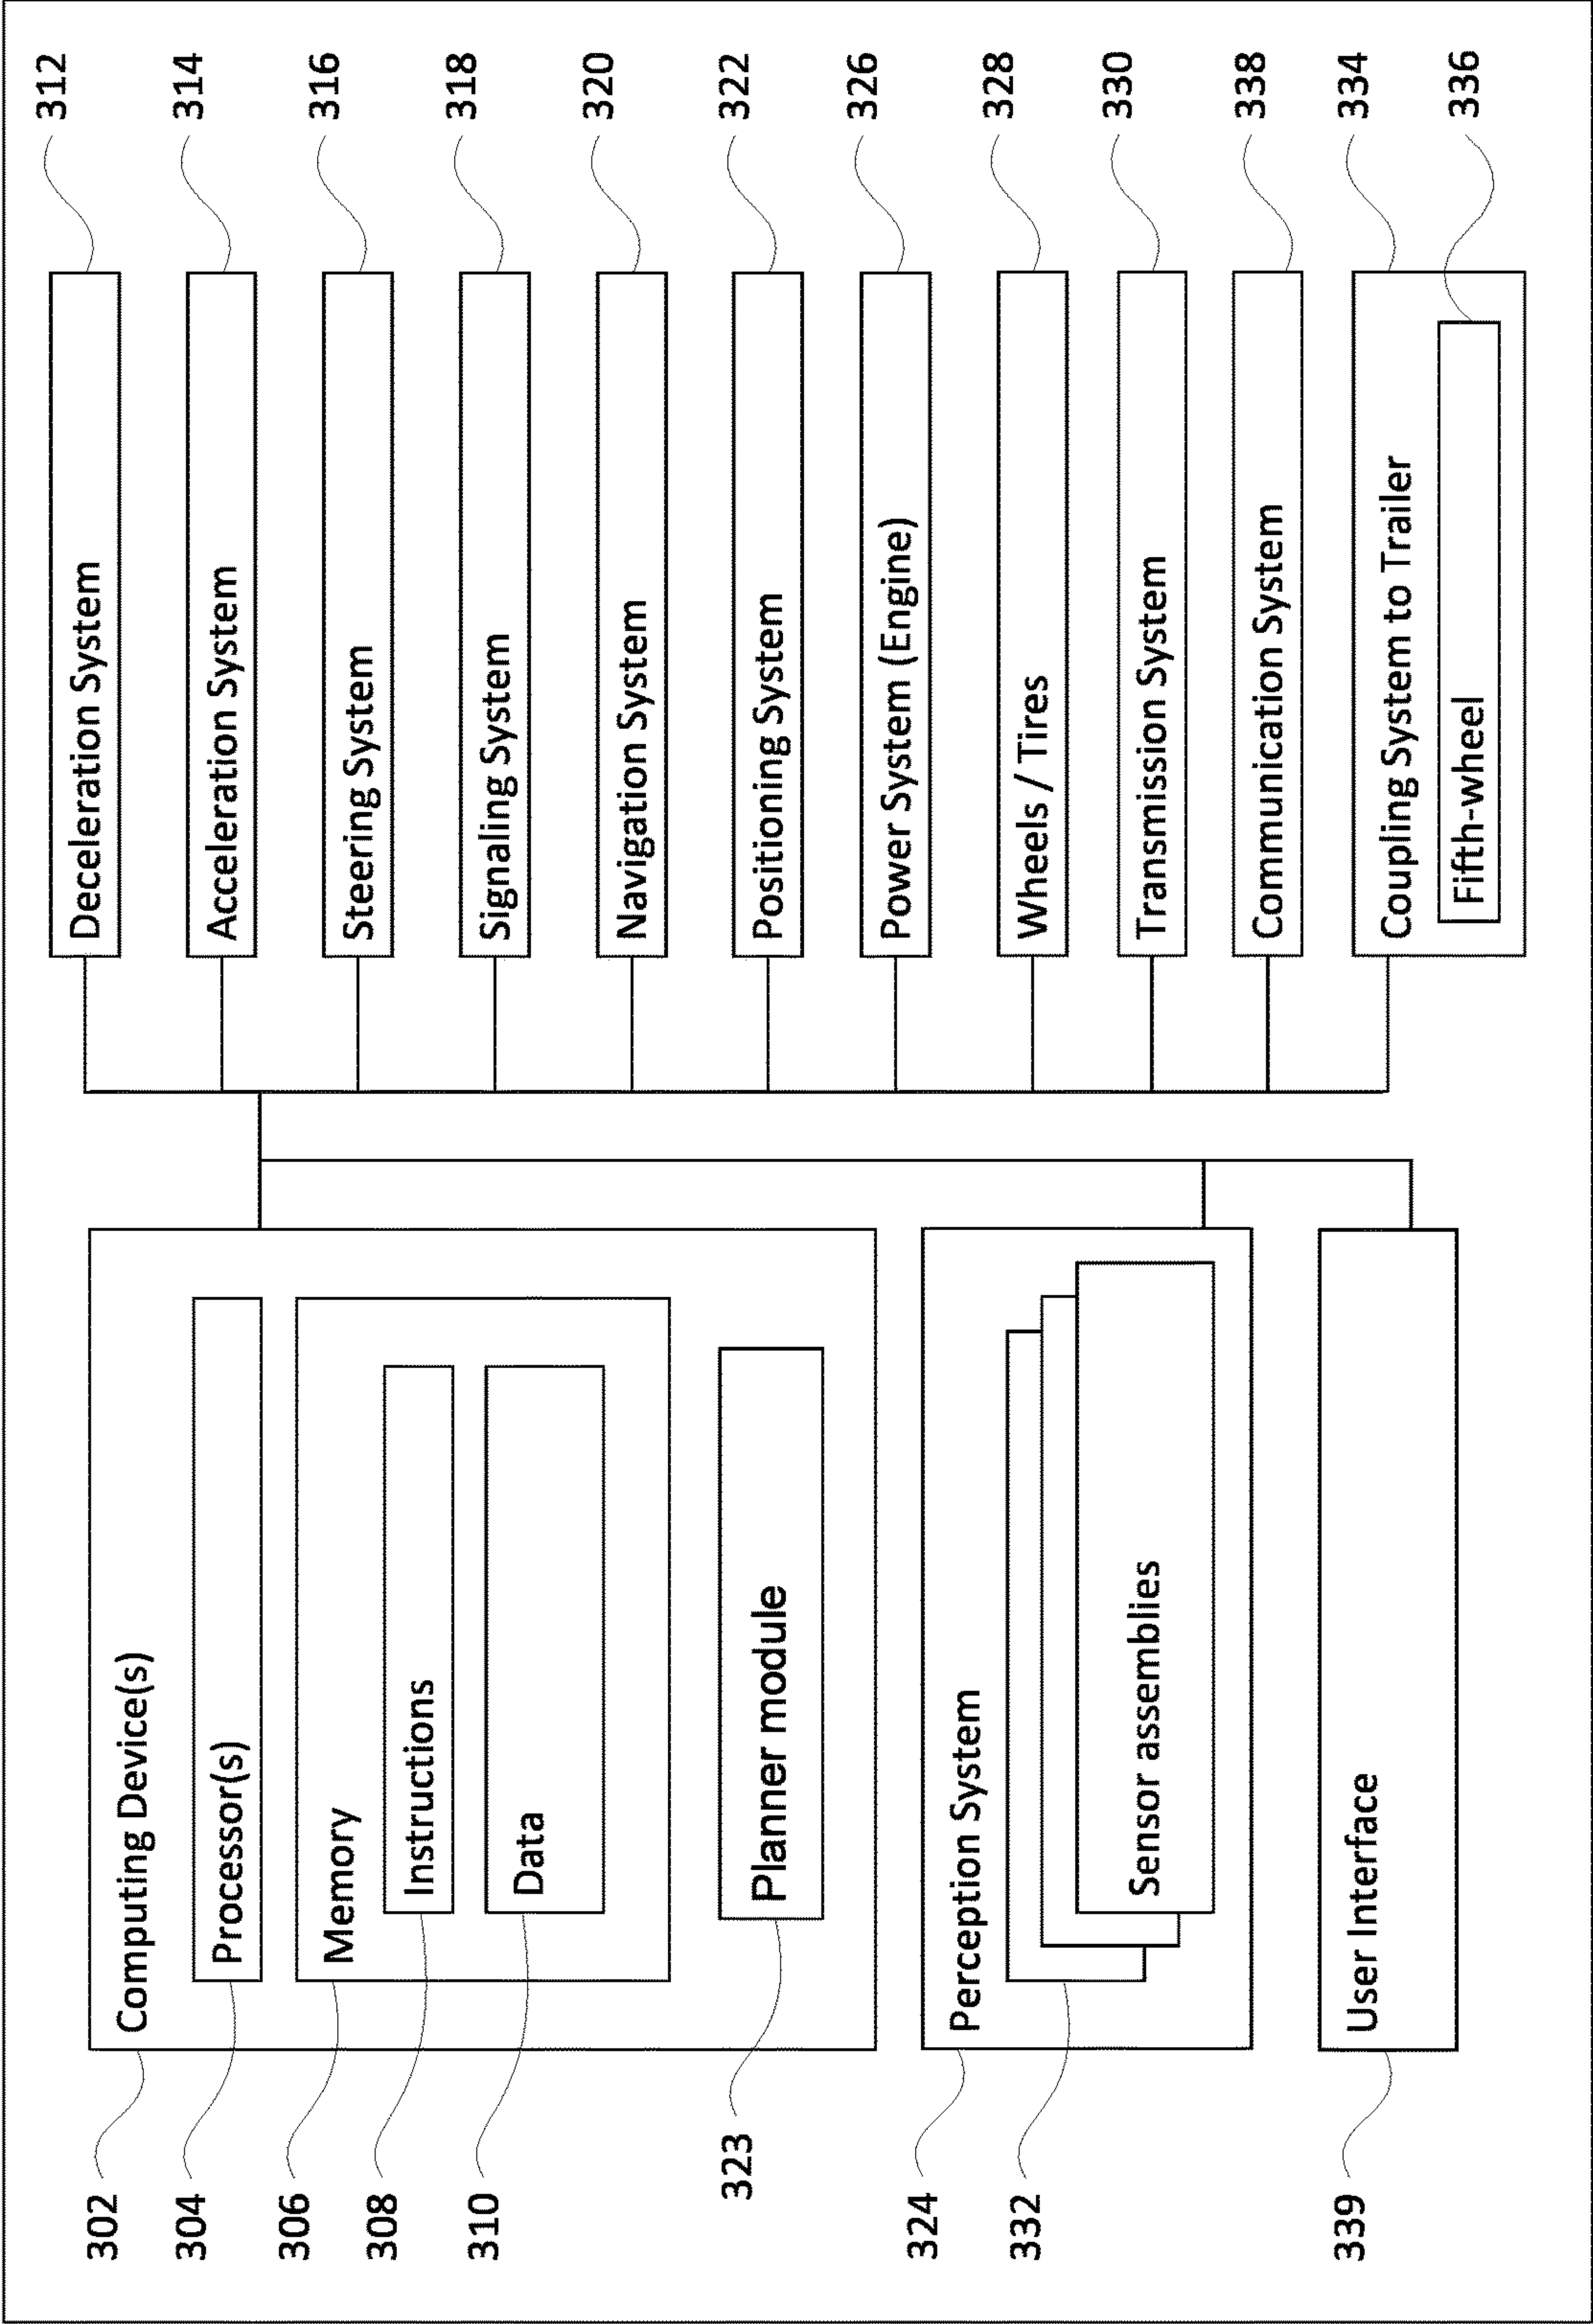 302
Computing Device(s)
304
Processor(s)
306
Memory
308
Instructions
310
Data
323
Planner module
324
Perception System
332
Sensor assemblies
339
User Interface
Deceleration System
312
Acceleration System
314
Steering System
316
Signaling System
318
Navigation System
320
Positioning System
322
Power System (Engine)
326
Wheels / Tires
328
Transmission System
330
Communication System
338
Coupling System to Trailer
334
Fifth-wheel
336